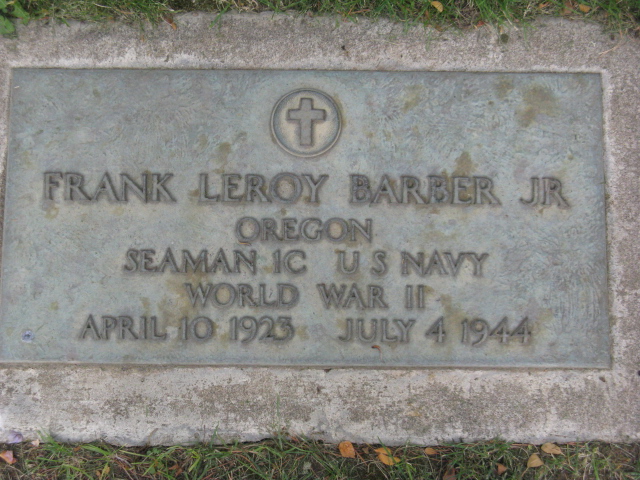 FRANK LEROY BARBER JR
OREGON
SEAMAN 1C U S NAVY
WORLD WAR II
APRIL 10 1923 JULY 4 1944